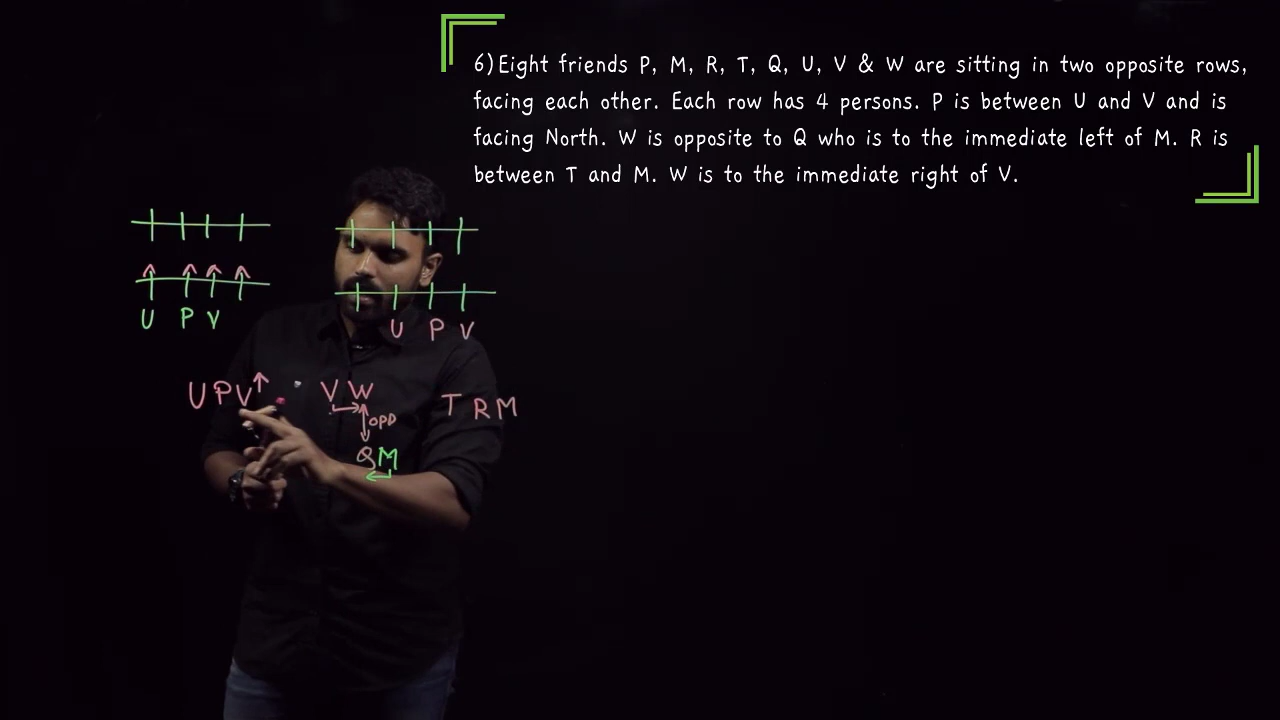 6) Eight friends P, M, R, T, Q, U, V & W are sitting in two opposite rows,
facing each other. Each row has 4 persons. P is between U and V and is
facing North. W is opposite to Q who is to the immediate left of M. R is
between T and M. W is to the immediate right of V.
U P V
U P V
U P V
V W
T R M
OPD
Q M